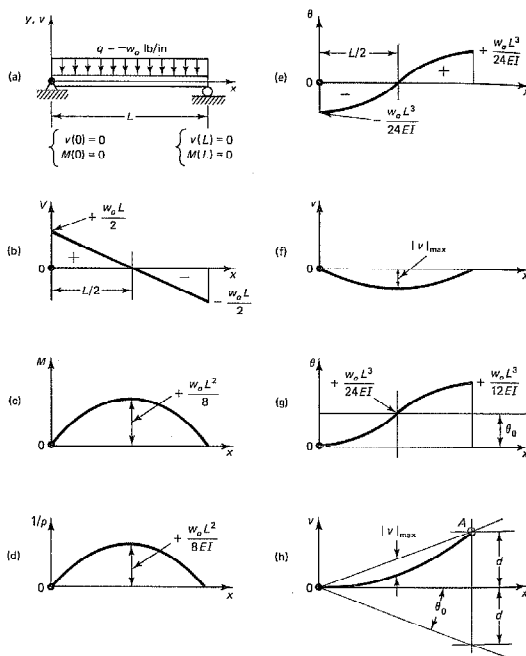 y, v
q = −wₒ lb/in
(a)
0
x
L
v(0) = 0
M(0) = 0
v(L) = 0
M(L) = 0
V
+ wₒL/2
(b)
+
0
−
x
L/2
− wₒL/2
M
(c)
+ wₒL²/8
0
x
1/ρ
(d)
+ wₒL²/8EI
0
x
θ
(e)
L/2
+ wₒL³/24EI
0
−
+
x
− wₒL³/24EI
v
(f)
|v|max
0
x
θ
(g)
+ wₒL³/24EI
+ wₒL³/12EI
θ₀
0
x
v
A
(h)
|v|max
d
0
θ₀
x
d